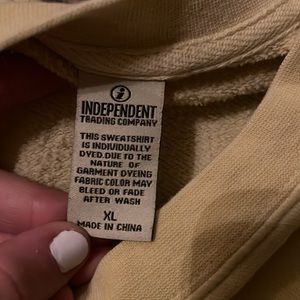 INDEPENDENT
TRADING COMPANY
THIS SWEATSHIRT
IS INDIVIDUALLY
DYED.DUE TO THE
NATURE OF
GARMENT DYEING
FABRIC COLOR MAY
BLEED OR FADE
AFTER WASH
XL
MADE IN CHINA